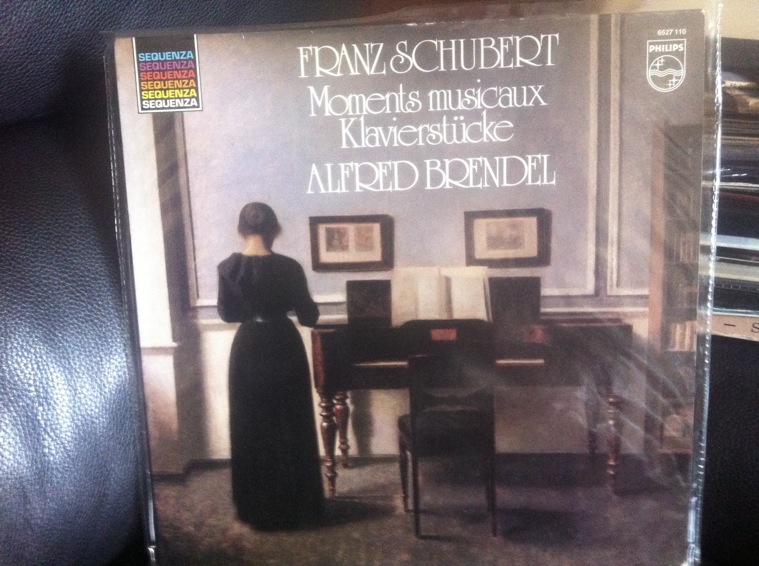 SEQUENZA
SEQUENZA
SEQUENZA
SEQUENZA
SEQUENZA
SEQUENZA
FRANZ SCHUBERT
Moments musicaux
Klavierstücke
ALFRED BRENDEL
6527 110
PHILIPS